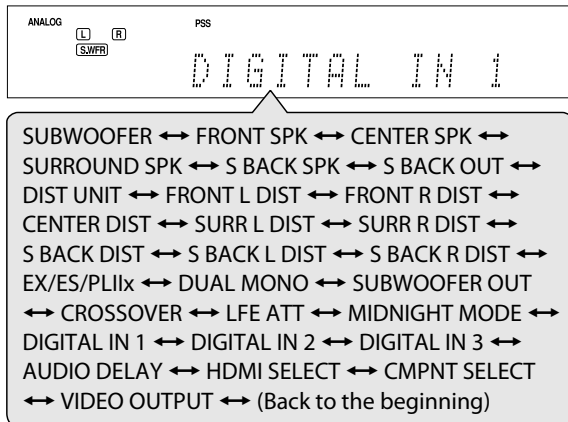 ANALOG PSS
L R
S.WFR
DIGITAL IN 1
SUBWOOFER ↔ FRONT SPK ↔ CENTER SPK ↔
SURROUND SPK ↔ S BACK SPK ↔ S BACK OUT ↔
DIST UNIT ↔ FRONT L DIST ↔ FRONT R DIST ↔
CENTER DIST ↔ SURR L DIST ↔ SURR R DIST ↔
S BACK DIST ↔ S BACK L DIST ↔ S BACK R DIST ↔
EX/ES/PLIIx ↔ DUAL MONO ↔ SUBWOOFER OUT
↔ CROSSOVER ↔ LFE ATT ↔ MIDNIGHT MODE ↔
DIGITAL IN 1 ↔ DIGITAL IN 2 ↔ DIGITAL IN 3 ↔
AUDIO DELAY ↔ HDMI SELECT ↔ CMPNT SELECT
↔ VIDEO OUTPUT ↔ (Back to the beginning)